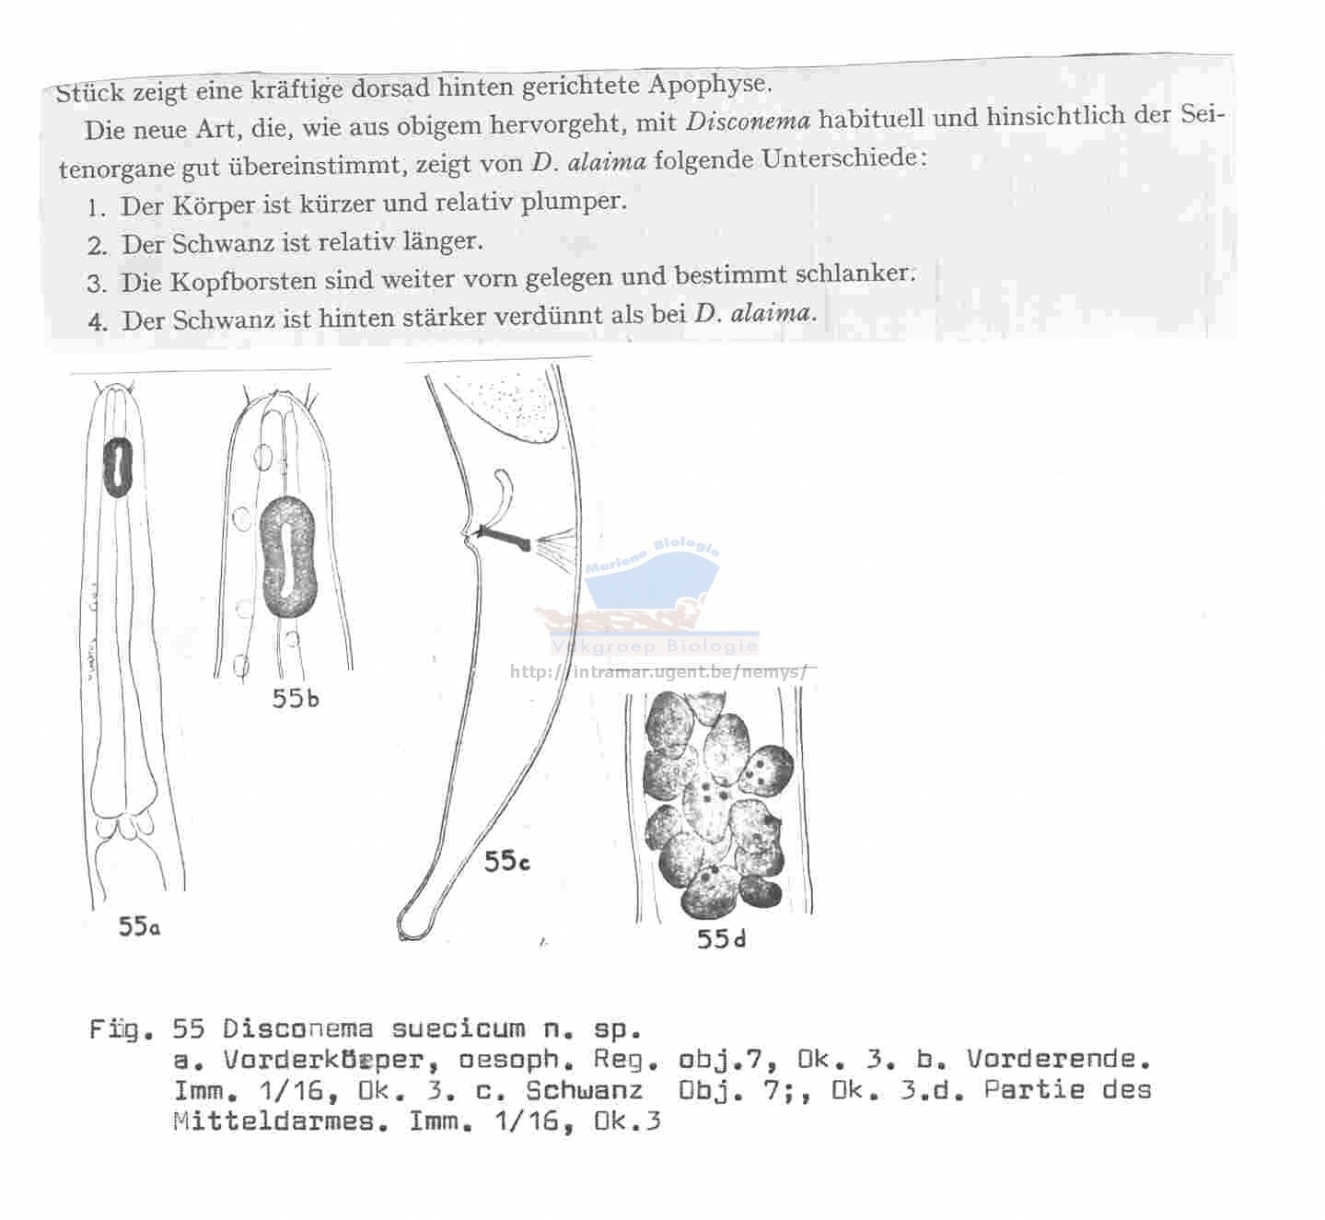 Stück zeigt eine kräftige dorsad hinten gerichtete Apophyse.
Die neue Art, die, wie aus obigem hervorgeht, mit Disconema habituell und hinsichtlich der Sei-
tenorgane gut übereinstimmt, zeigt von D. alaima folgende Unterschiede:
1. Der Körper ist kürzer und relativ plumper.
2. Der Schwanz ist relativ länger.
3. Die Kopfborsten sind weiter vorn gelegen und bestimmt schlanker.
4. Der Schwanz ist hinten stärker verdünnt als bei D. alaima.
Mariene Biologie
Vakgroep Biologie
http://intramar.ugent.be/nemys/
55b
55c
55a
55d
Fig. 55 Disconema suecicum n. sp.
a. Vorderkörper, oesoph. Reg. obj.7, Ok. 3. b. Vorderende.
Imm. 1/16, Ok. 3. c. Schwanz Obj. 7;, Ok. 3.d. Partie des
Mitteldarmes. Imm. 1/16, Ok.3